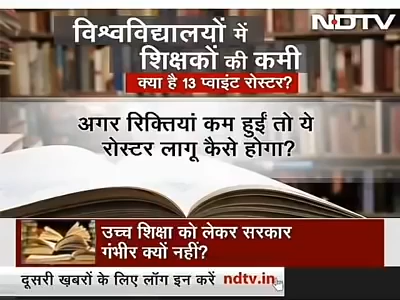 NDTV
विश्वविद्यालयों में
शिक्षकों की कमी
क्या है 13 प्वाइंट रोस्टर?
अगर रिक्तियां कम हुईं तो ये
रोस्टर लागू कैसे होगा?
उच्च शिक्षा को लेकर सरकार
गंभीर क्यों नहीं?
दूसरी ख़बरों के लिए लॉग इन करें ndtv.in